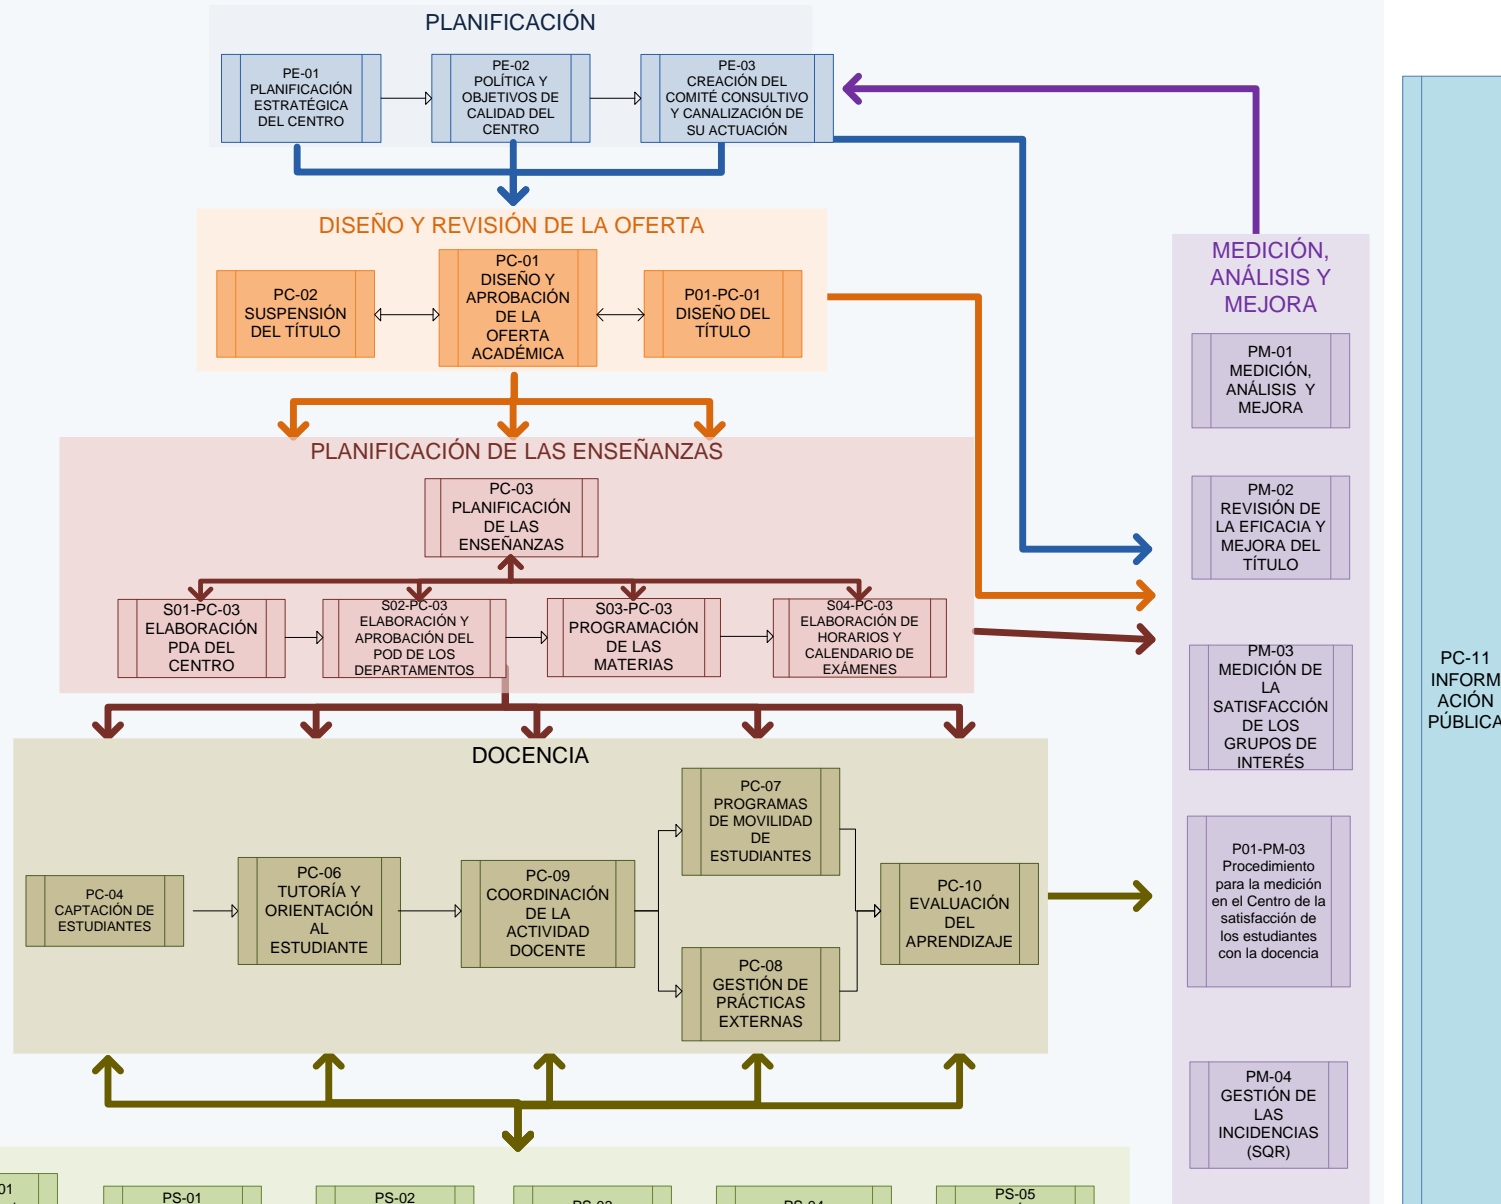 PLANIFICACIÓN
PE-01
PLANIFICACIÓN
ESTRATÉGICA
DEL CENTRO
PE-02
POLÍTICA Y
OBJETIVOS DE
CALIDAD DEL
CENTRO
PE-03
CREACIÓN DEL
COMITÉ CONSULTIVO
Y CANALIZACIÓN DE
SU ACTUACIÓN
DISEÑO Y REVISIÓN DE LA OFERTA
PC-02
SUSPENSIÓN
DEL TÍTULO
PC-01
DISEÑO Y
APROBACIÓN
DE LA
OFERTA
ACADÉMICA
P01-PC-01
DISEÑO DEL
TÍTULO
PLANIFICACIÓN DE LAS ENSEÑANZAS
PC-03
PLANIFICACIÓN
DE LAS
ENSEÑANZAS
S01-PC-03
ELABORACIÓN
PDA DEL
CENTRO
S02-PC-03
ELABORACIÓN Y
APROBACIÓN DEL
POD DE LOS
DEPARTAMENTOS
S03-PC-03
PROGRAMACIÓN
DE LAS
MATERIAS
S04-PC-03
ELABORACIÓN DE
HORARIOS Y
CALENDARIO DE
EXÁMENES
DOCENCIA
PC-04
CAPTACIÓN DE
ESTUDIANTES
PC-06
TUTORÍA Y
ORIENTACIÓN
AL
ESTUDIANTE
PC-09
COORDINACIÓN
DE LA
ACTIVIDAD
DOCENTE
PC-07
PROGRAMAS
DE MOVILIDAD
DE
ESTUDIANTES
PC-08
GESTIÓN DE
PRÁCTICAS
EXTERNAS
PC-10
EVALUACIÓN
DEL
APRENDIZAJE
01
PS-01
PS-02
PS-05
MEDICIÓN,
ANÁLISIS Y
MEJORA
PM-01
MEDICIÓN,
ANÁLISIS Y
MEJORA
PM-02
REVISIÓN DE
LA EFICACIA Y
MEJORA DEL
TÍTULO
PM-03
MEDICIÓN DE
LA
SATISFACCIÓN
DE LOS
GRUPOS DE
INTERÉS
P01-PM-03
Procedimiento
para la medición
en el Centro de la
satisfacción de
los estudiantes
con la docencia
PM-04
GESTIÓN DE
LAS
INCIDENCIAS
(SQR)
PC-11
INFORM
ACIÓN
PÚBLICA